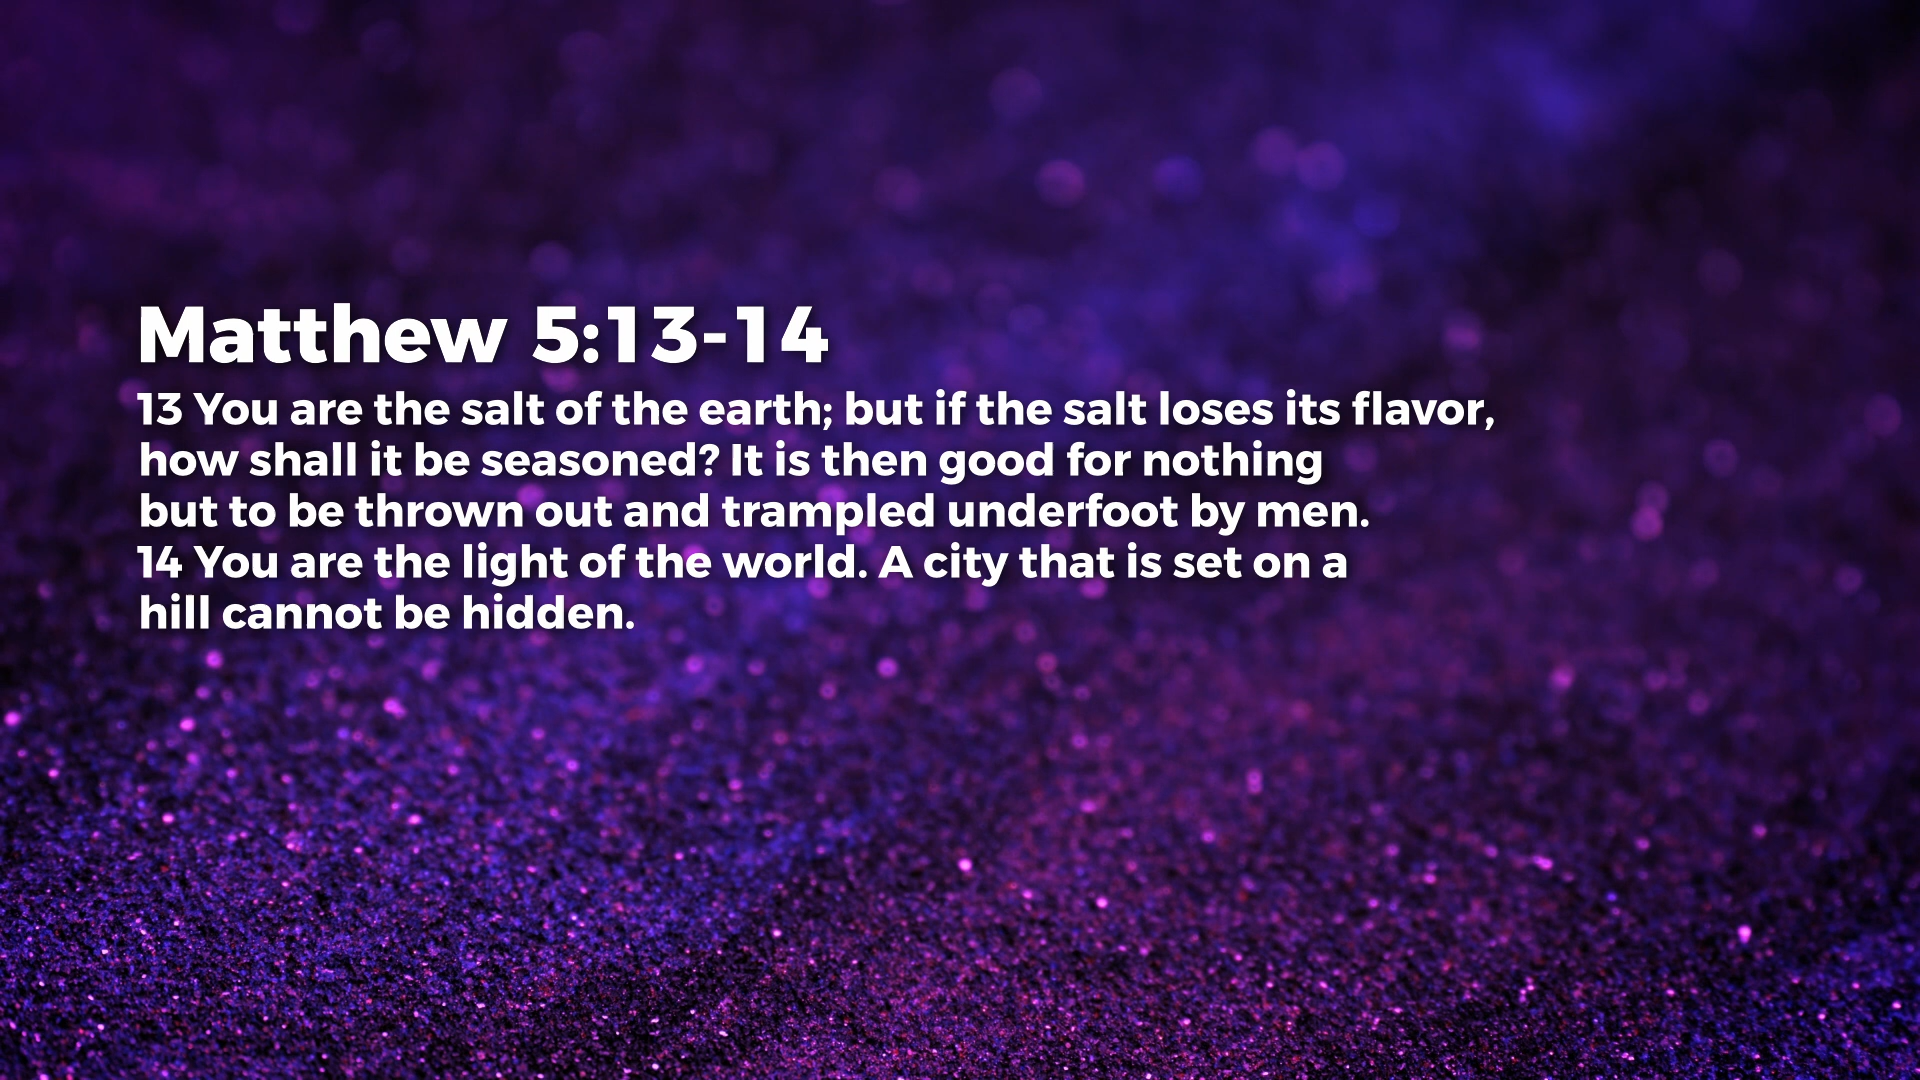 Matthew 5:13-14
13 You are the salt of the earth; but if the salt loses its flavor,
how shall it be seasoned? It is then good for nothing
but to be thrown out and trampled underfoot by men.
14 You are the light of the world. A city that is set on a
hill cannot be hidden.